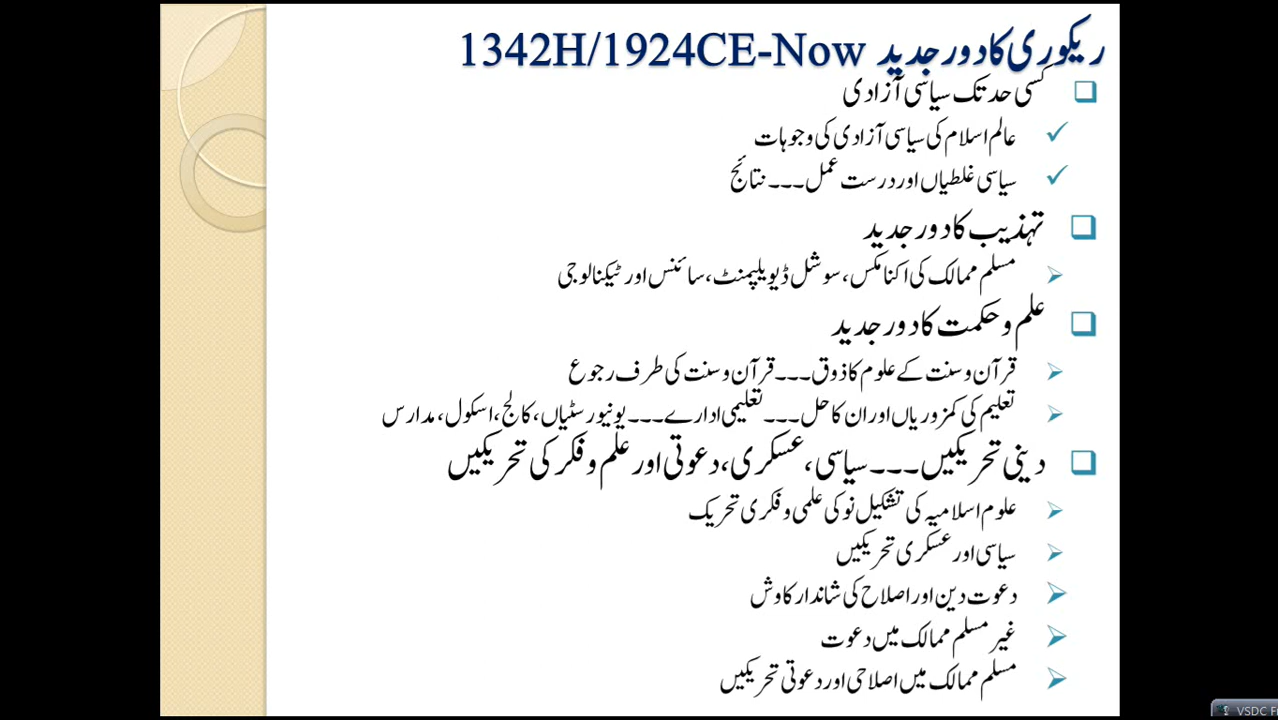 ریکوری کا دور جدید 1342H/1924CE-Now
کسی حد تک سیاسی آزادی
عالم اسلام کی سیاسی آزادی کی وجوہات
سیاسی غلطیاں اور درست عمل۔۔۔ نتائج
تہذیب کا دور جدید
مسلم ممالک کی اکنامکس، سوشل ڈیویلپمنٹ، سائنس اور ٹیکنالوجی
علم و حکمت کا دور جدید
قرآن و سنت کے علوم کا ذوق۔۔۔ قرآن و سنت کی طرف رجوع
تعلیم کی کمزوریاں اور ان کا حل۔۔۔ تعلیمی ادارے۔۔۔ یونیورسٹیاں، کالج، اسکول، مدارس
دینی تحریکیں۔۔۔ سیاسی، عسکری، دعوتی اور علم و فکر کی تحریکیں
علوم اسلامیہ کی تشکیل نو کی علمی و فکری تحریک
سیاسی اور عسکری تحریکیں
دعوت دین اور اصلاح کی شاندار کاوش
غیر مسلم ممالک میں دعوت
مسلم ممالک میں اصلاحی اور دعوتی تحریکیں
VSDC F